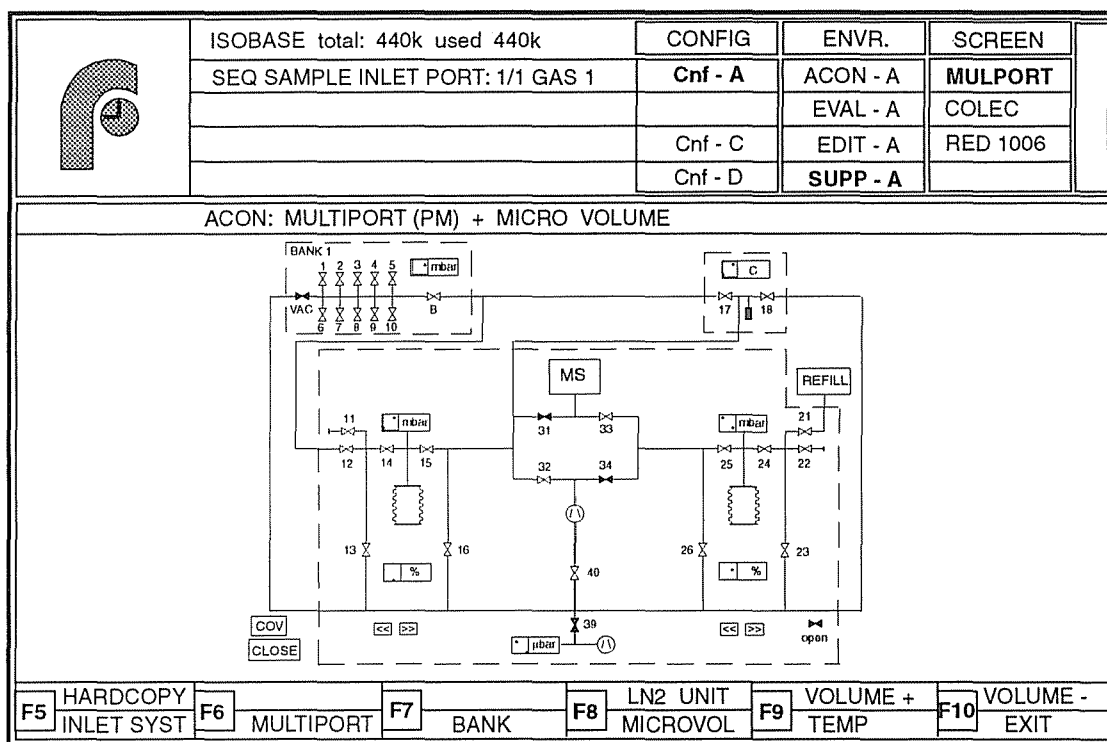 ISOBASE total: 440k used 440k
CONFIG ENVR. SCREEN
SEQ SAMPLE INLET PORT: 1/1 GAS 1
Cnf - A ACON - A MULPORT
EVAL - A COLEC
Cnf - C EDIT - A RED 1006
Cnf - D SUPP - A
ACON: MULTIPORT (PM) + MICRO VOLUME
BANK 1
1 2 3 4 5
mbar
C
VAC
6 7 8 9 10
B
17 18
MS
REFILL
11
mbar
31 33
mbar
21
12 14 15
32 34
25 24 22
13 16
40
26 23
%
%
COV
<< >>
39
<< >>
open
CLOSE
µbar
F5 HARDCOPY
INLET SYST
F6 MULTIPORT
F7 BANK
F8 LN2 UNIT
MICROVOL
F9 VOLUME +
TEMP
F10 VOLUME -
EXIT